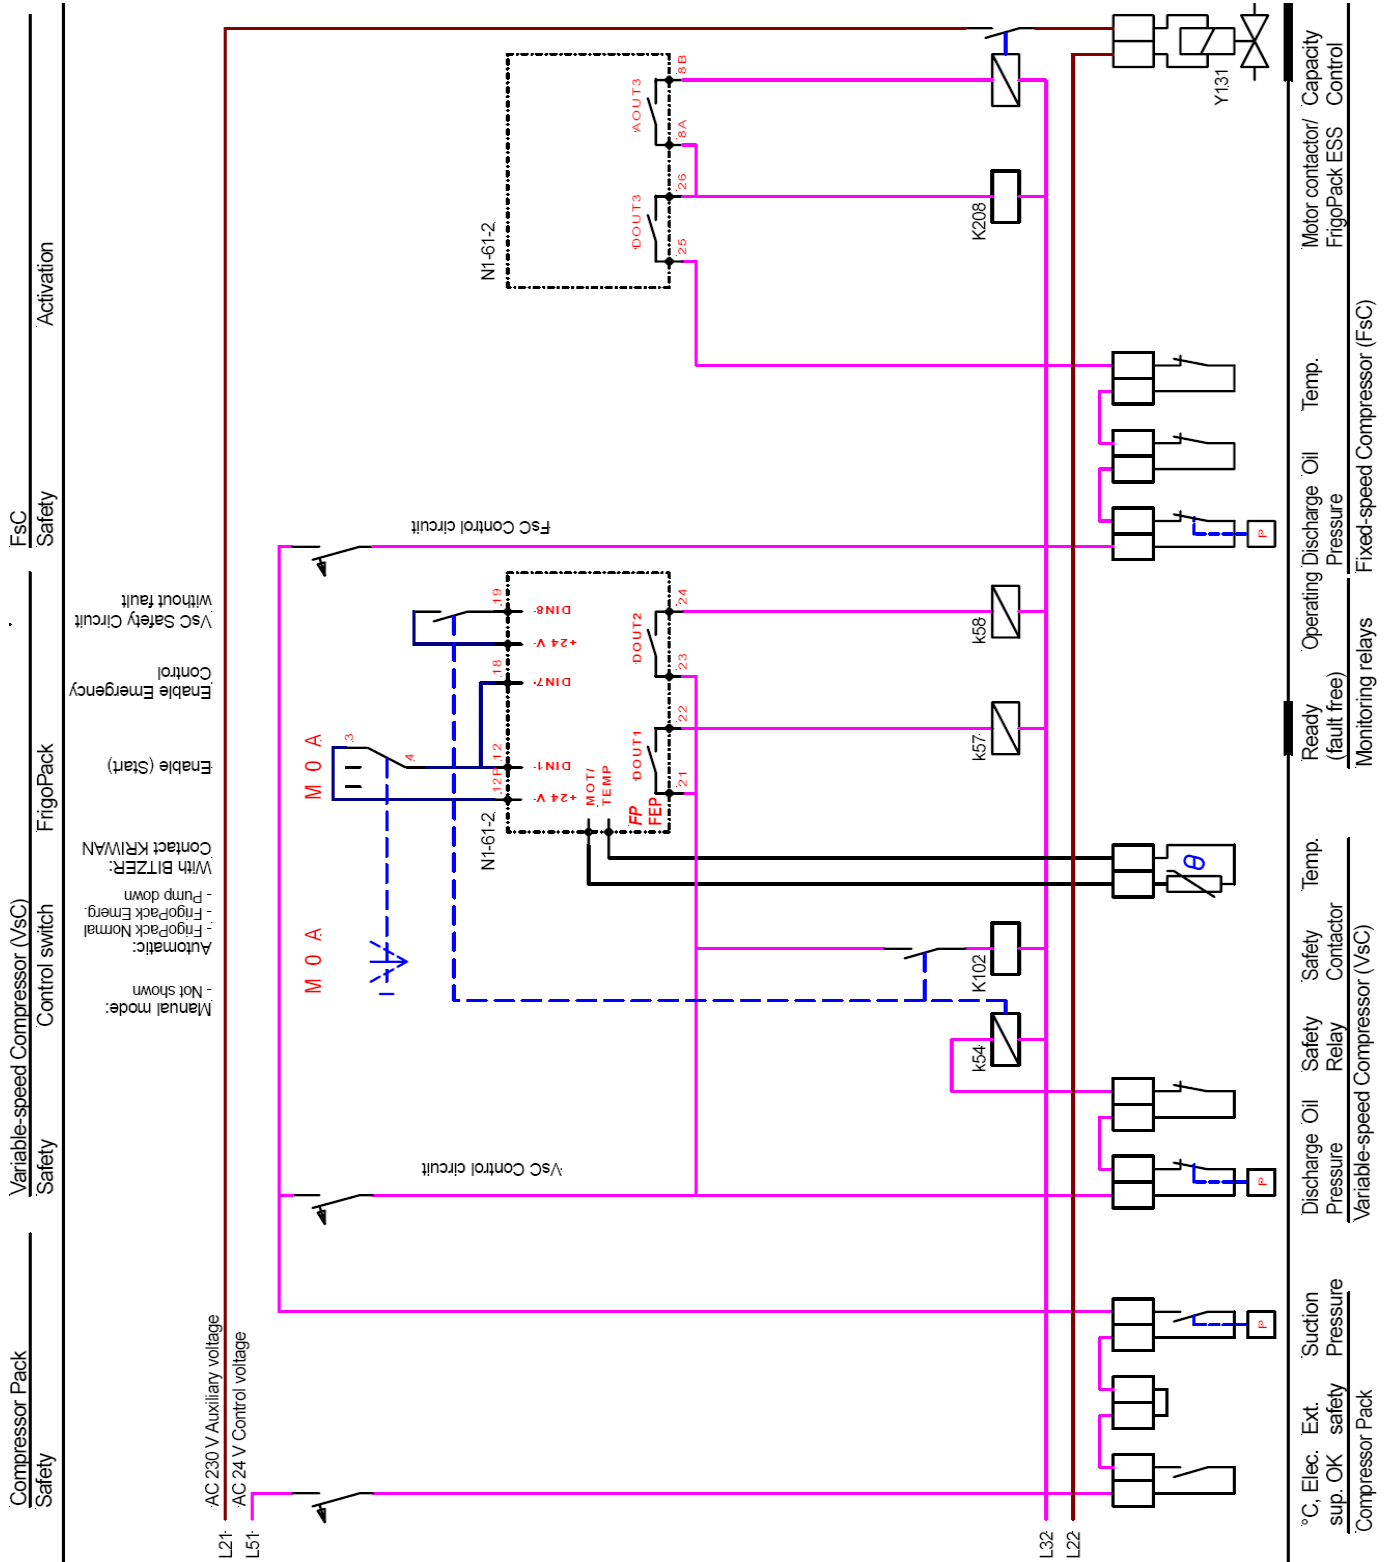 Compressor Pack
Safety
Variable-speed Compressor (VsC)
Safety
Control switch
FrigoPack
FsC
Safety
Activation
Manual mode:
- Not shown
Automatic:
- FrigoPack Normal
- FrigoPack Emerg.
- Pump down
With BITZER:
Contact KRIWAN
Enable (Start)
Enable Emergency
Control
VsC Safety Circuit
without fault
L21
AC 230 V Auxiliary voltage
L51
AC 24 V Control voltage
M 0 A
M 0 A
3
4
VsC Control circuit
FsC Control circuit
N1-61-2
12F
12
18
19
+24 V
DIN1
DIN7
+24 V
DIN8
MOT/
TEMP
FP
FEP
DOUT1
DOUT2
21
22
23
24
N1-61-2
DOUT3
AOUT3
25
26
8A
8B
k54
K102
k57
k58
K208
L32
L22
Y131
P
P
θ
P
°C, Elec.
sup. OK
Ext.
safety
Suction
Pressure
Compressor Pack
Discharge
Pressure
Oil
Safety
Relay
Safety
Contactor
Temp.
Variable-speed Compressor (VsC)
Ready
(fault free)
Operating
Monitoring relays
Discharge
Pressure
Oil
Temp.
Motor contactor/
FrigoPack ESS
Capacity
Control
Fixed-speed Compressor (FsC)